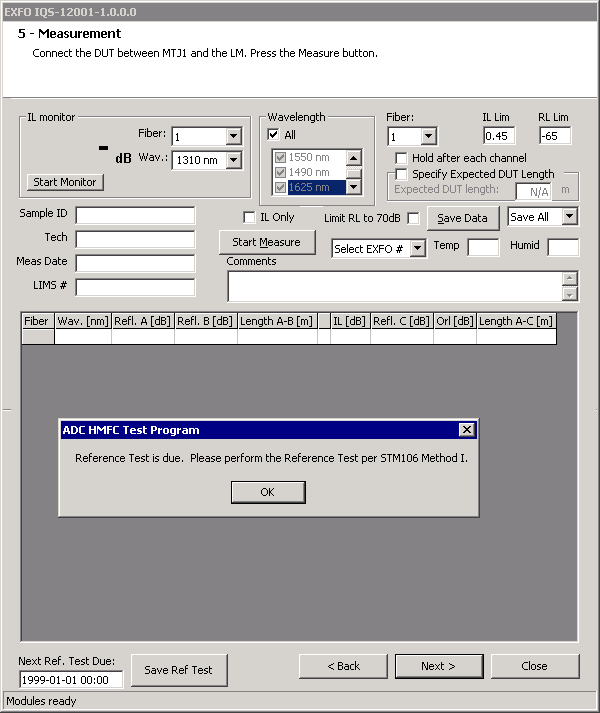 EXFO IQS-12001-1.0.0.0
5 - Measurement
Connect the DUT between MTJ1 and the LM. Press the Measure button.
IL monitor
Fiber:
1
- dB
Wav.:
1310 nm
Start Monitor
Wavelength
All
1550 nm
1490 nm
1625 nm
Fiber:
IL Lim
RL Lim
1
0.45
-65
Hold after each channel
Specify Expected DUT Length
Expected DUT length:
N/A
m
Sample ID
Tech
Meas Date
LIMS #
IL Only
Limit RL to 70dB
Save Data
Save All
Start Measure
Select EXFO #
Temp
Humid
Comments
Fiber
Wav. [nm]
Refl. A [dB]
Refl. B [dB]
Length A-B [m]
IL [dB]
Refl. C [dB]
Orl [dB]
Length A-C [m]
ADC HMFC Test Program
Reference Test is due. Please perform the Reference Test per STM106 Method I.
OK
Next Ref. Test Due:
1999-01-01 00:00
Save Ref Test
< Back
Next >
Close
Modules ready